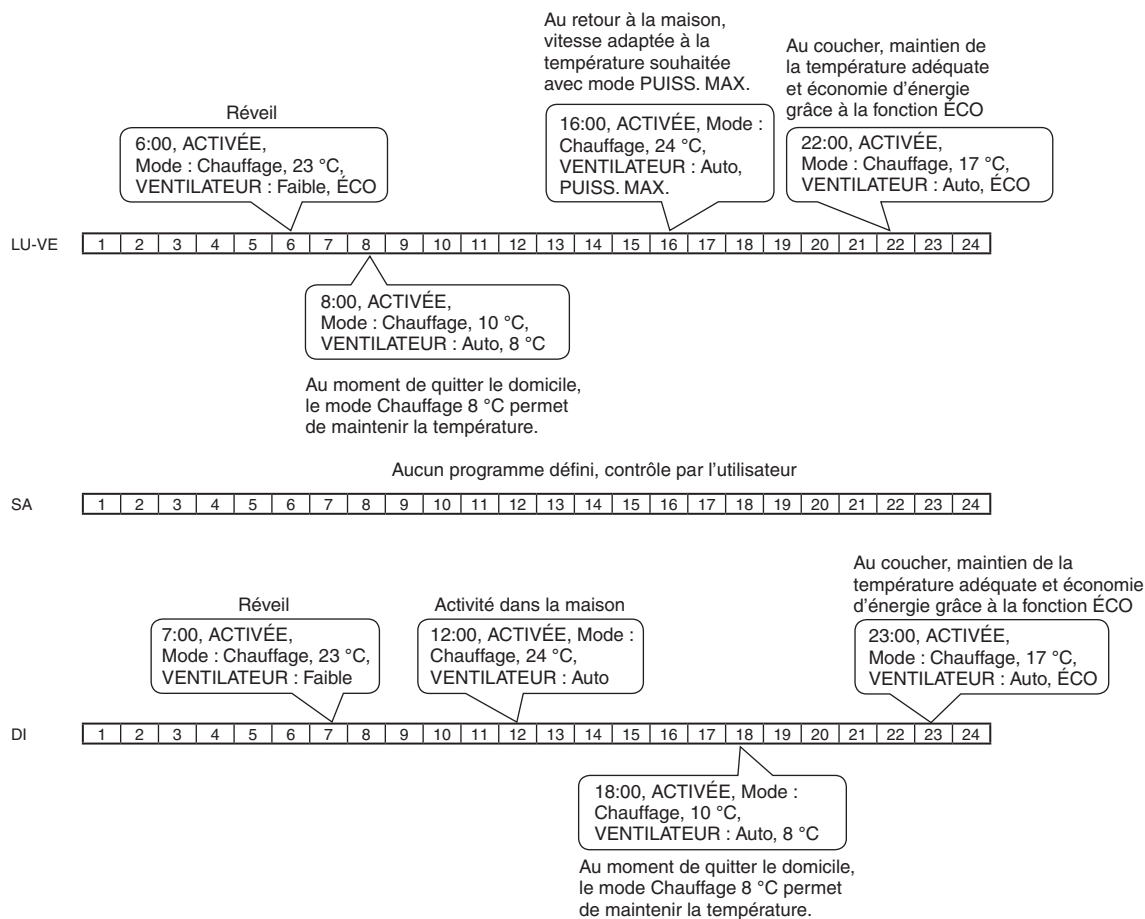 Au retour à la maison,
vitesse adaptée à la
température souhaitée
avec mode PUISS. MAX.
Au coucher, maintien de
la température adéquate
et économie d'énergie
grâce à la fonction ÉCO
Réveil
6:00, ACTIVÉE,
Mode : Chauffage, 23 °C,
VENTILATEUR : Faible, ÉCO
16:00, ACTIVÉE, Mode :
Chauffage, 24 °C,
VENTILATEUR : Auto,
PUISS. MAX.
22:00, ACTIVÉE,
Mode : Chauffage, 17 °C,
VENTILATEUR : Auto, ÉCO
LU-VE 1 2 3 4 5 6 7 8 9 10 11 12 13 14 15 16 17 18 19 20 21 22 23 24
8:00, ACTIVÉE,
Mode : Chauffage, 10 °C,
VENTILATEUR : Auto, 8 °C
Au moment de quitter le domicile,
le mode Chauffage 8 °C permet
de maintenir la température.
Aucun programme défini, contrôle par l'utilisateur
SA 1 2 3 4 5 6 7 8 9 10 11 12 13 14 15 16 17 18 19 20 21 22 23 24
Réveil
7:00, ACTIVÉE,
Mode : Chauffage, 23 °C,
VENTILATEUR : Faible
Activité dans la maison
12:00, ACTIVÉE, Mode :
Chauffage, 24 °C,
VENTILATEUR : Auto
Au coucher, maintien de la
température adéquate et économie
d'énergie grâce à la fonction ÉCO
23:00, ACTIVÉE,
Mode : Chauffage, 17 °C,
VENTILATEUR : Auto, ÉCO
DI 1 2 3 4 5 6 7 8 9 10 11 12 13 14 15 16 17 18 19 20 21 22 23 24
18:00, ACTIVÉE, Mode :
Chauffage, 10 °C,
VENTILATEUR : Auto, 8 °C
Au moment de quitter le domicile,
le mode Chauffage 8 °C permet
de maintenir la température.